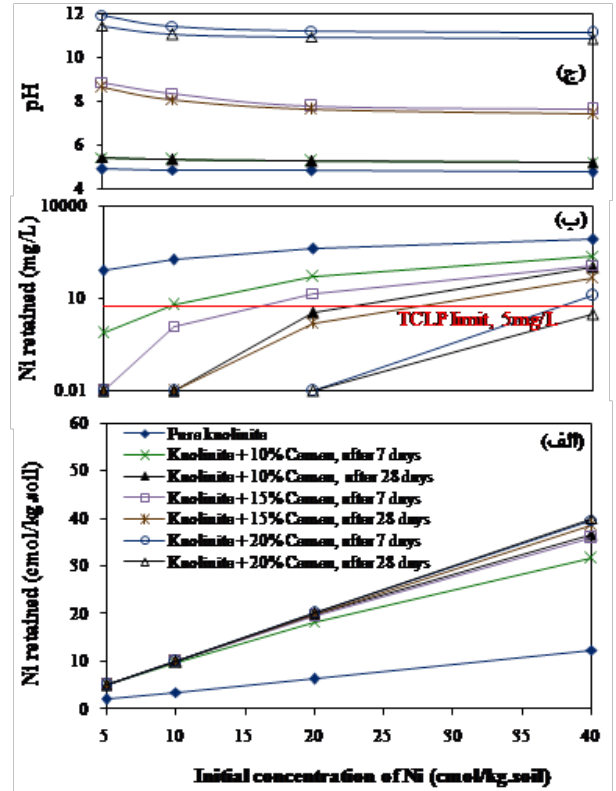 12
10
8
6
4
pH
(ج)
10000
10
0.01
Ni retained (mg/L)
(ب)
TCLP limit, 5mg/L
60
50
40
30
20
10
0
Ni retained (cmol/kg.soil)
(الف)
Pure kaolinite
Kaolinite + 10% Cemen, after 7 days
Kaolinite + 10% Cemen, after 28 days
Kaolinite + 15% Cemen, after 7 days
Kaolinite + 15% Cemen, after 28 days
Kaolinite + 20% Cemen, after 7 days
Kaolinite + 20% Cemen, after 28 days
5 10 15 20 25 30 35 40
Initial concentration of Ni (cmol/kg.soil)